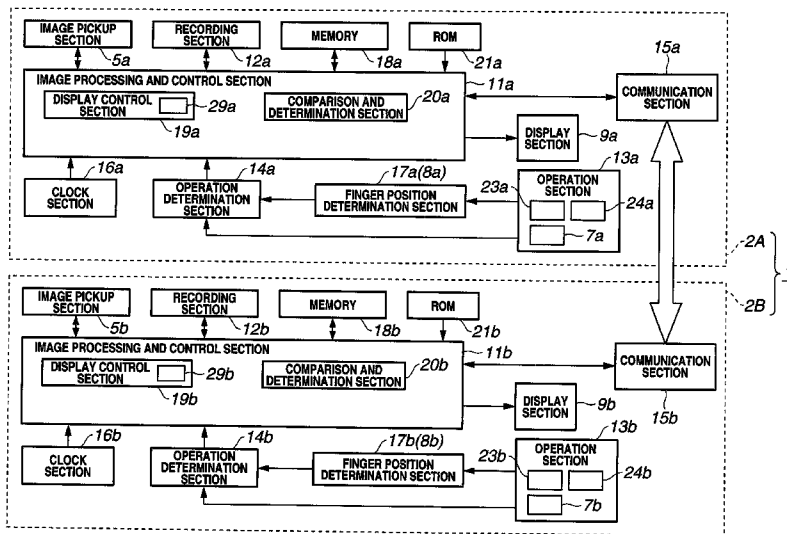 IMAGE PICKUP
SECTION
5a
RECORDING
SECTION
12a
MEMORY
18a
ROM
21a
15a
IMAGE PROCESSING AND CONTROL SECTION
11a
COMMUNICATION
SECTION
DISPLAY CONTROL
SECTION
29a
19a
20a
COMPARISON AND
DETERMINATION SECTION
DISPLAY
SECTION
9a
16a
CLOCK
SECTION
14a
OPERATION
DETERMINATION
SECTION
17a(8a)
FINGER POSITION
DETERMINATION SECTION
13a
OPERATION
SECTION
23a
24a
7a
2A
2B
IMAGE PICKUP
SECTION
5b
RECORDING
SECTION
12b
MEMORY
18b
ROM
21b
IMAGE PROCESSING AND CONTROL SECTION
11b
COMMUNICATION
SECTION
15b
DISPLAY CONTROL
SECTION
29b
19b
20b
COMPARISON AND
DETERMINATION SECTION
DISPLAY
SECTION
9b
16b
CLOCK
SECTION
14b
OPERATION
DETERMINATION
SECTION
17b(8b)
FINGER POSITION
DETERMINATION SECTION
13b
OPERATION
SECTION
23b
24b
7b